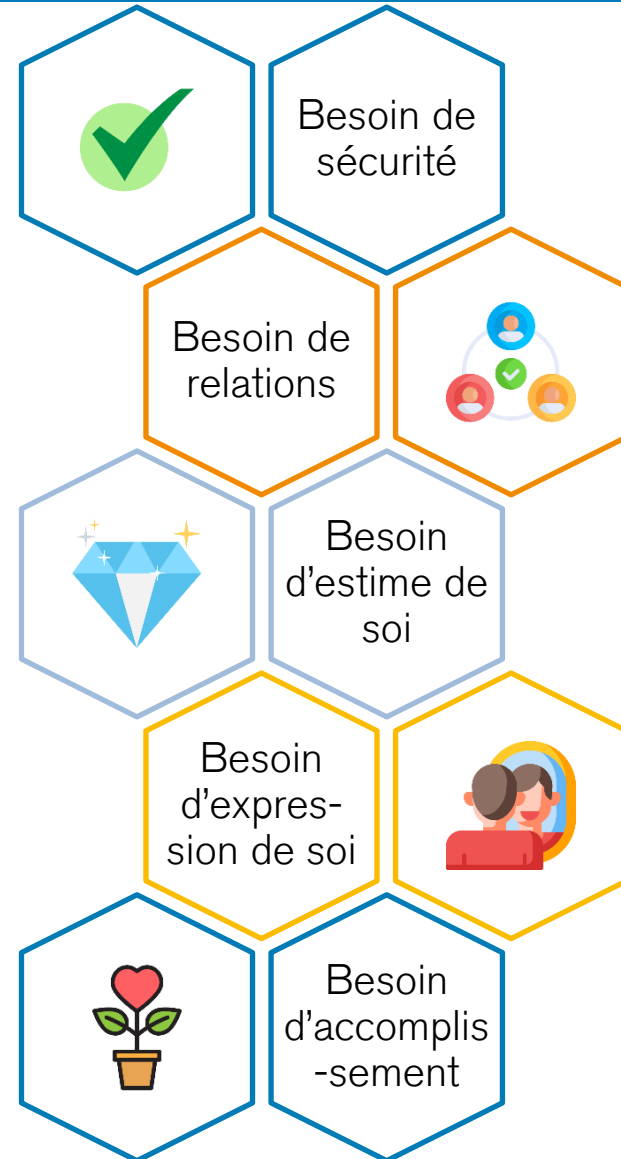 Besoin de
sécurité
Besoin de
relations
Besoin
d'estime de
soi
Besoin
d'expres-
sion de soi
Besoin
d'accomplis
-sement